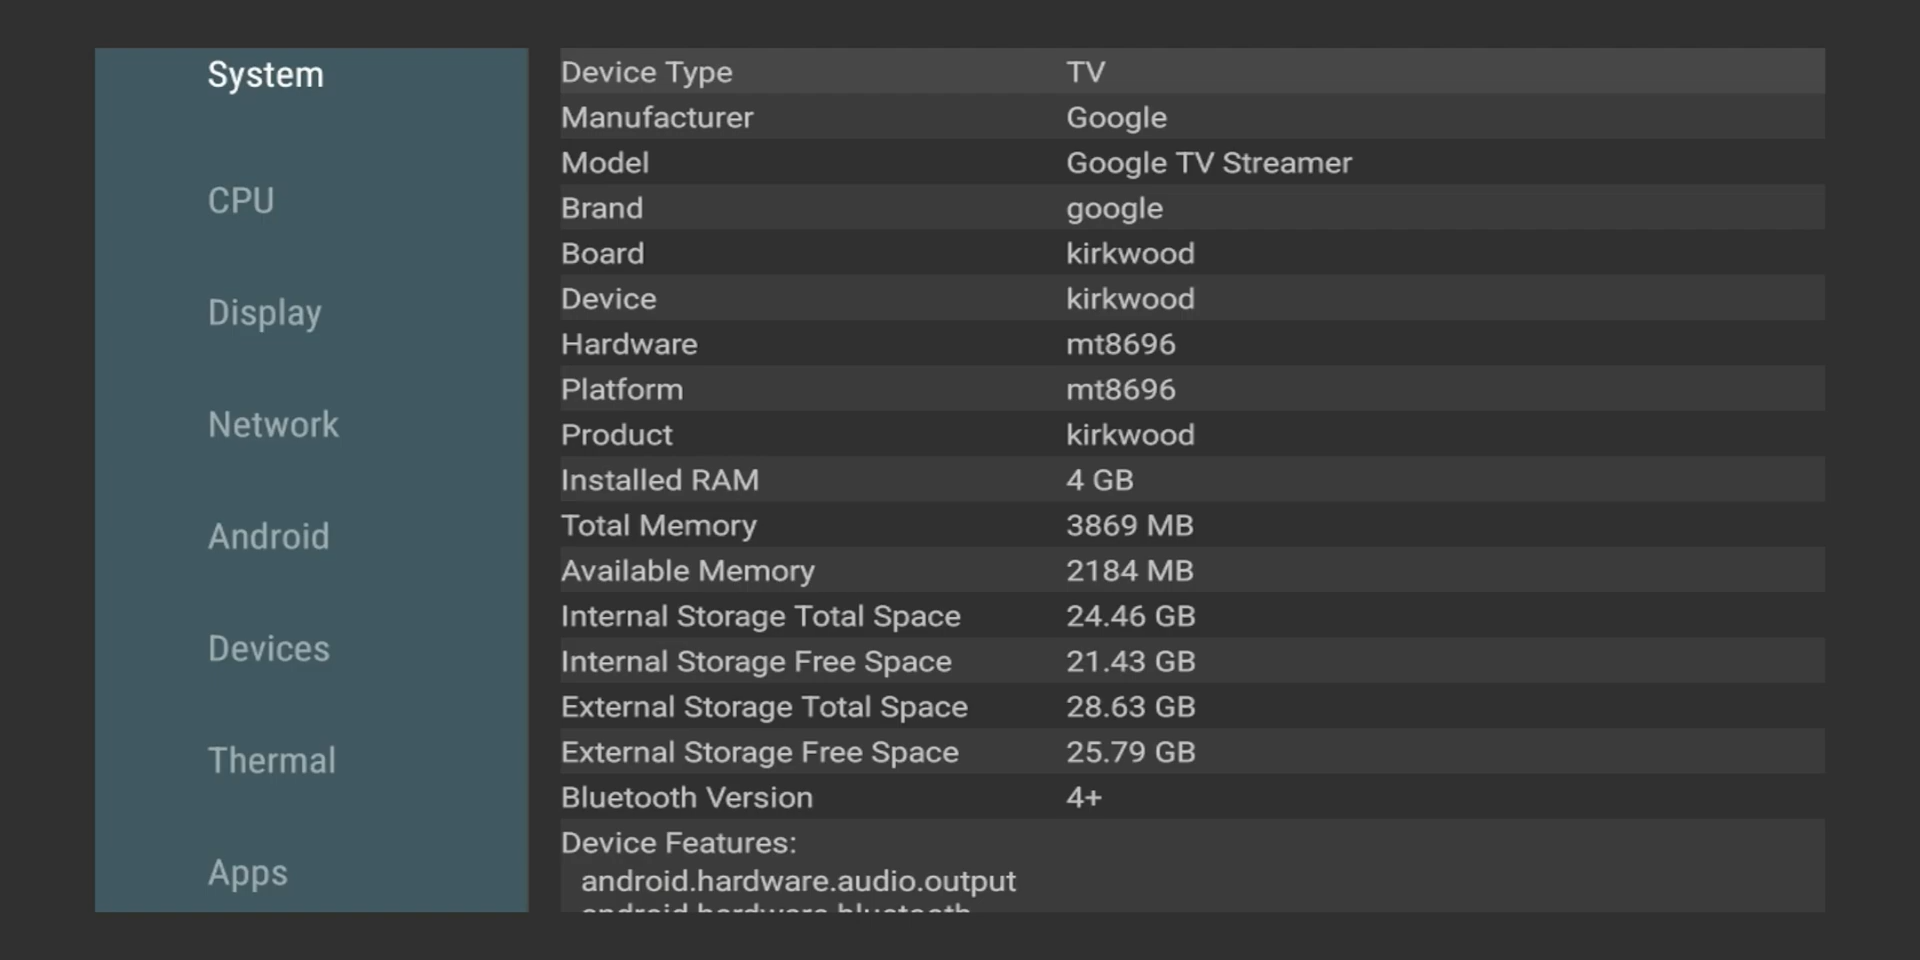 System
CPU
Display
Network
Android
Devices
Thermal
Apps
Device Type TV
Manufacturer Google
Model Google TV Streamer
Brand google
Board kirkwood
Device kirkwood
Hardware mt8696
Platform mt8696
Product kirkwood
Installed RAM 4 GB
Total Memory 3869 MB
Available Memory 2184 MB
Internal Storage Total Space 24.46 GB
Internal Storage Free Space 21.43 GB
External Storage Total Space 28.63 GB
External Storage Free Space 25.79 GB
Bluetooth Version 4+
Device Features:
android.hardware.audio.output
android.hardware.bluetooth